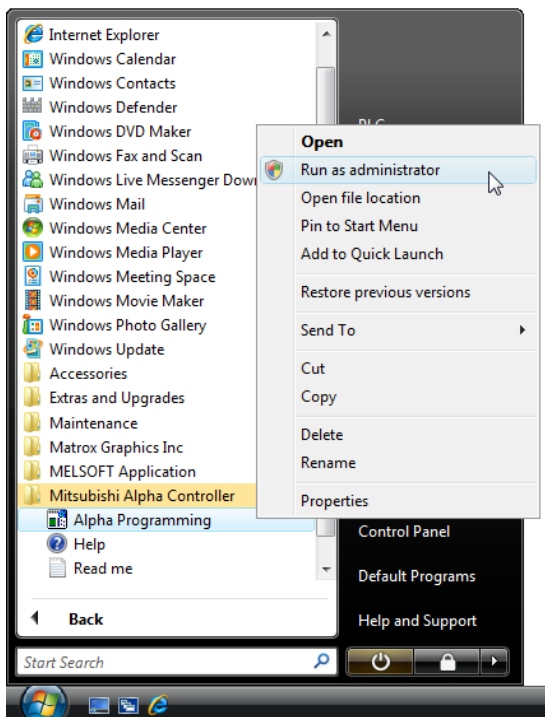 Internet Explorer
Windows Calendar
Windows Contacts
Windows Defender
Windows DVD Maker
Windows Fax and Scan
Windows Live Messenger Dow
Windows Mail
Windows Media Center
Windows Media Player
Windows Meeting Space
Windows Movie Maker
Windows Photo Gallery
Windows Update
Accessories
Extras and Upgrades
Maintenance
Matrox Graphics Inc
MELSOFT Application
Mitsubishi Alpha Controller
Alpha Programming
Help
Read me
Back
Start Search
PLC
Open
Run as administrator
Open file location
Pin to Start Menu
Add to Quick Launch
Restore previous versions
Send To
Cut
Copy
Delete
Rename
Properties
Control Panel
Default Programs
Help and Support